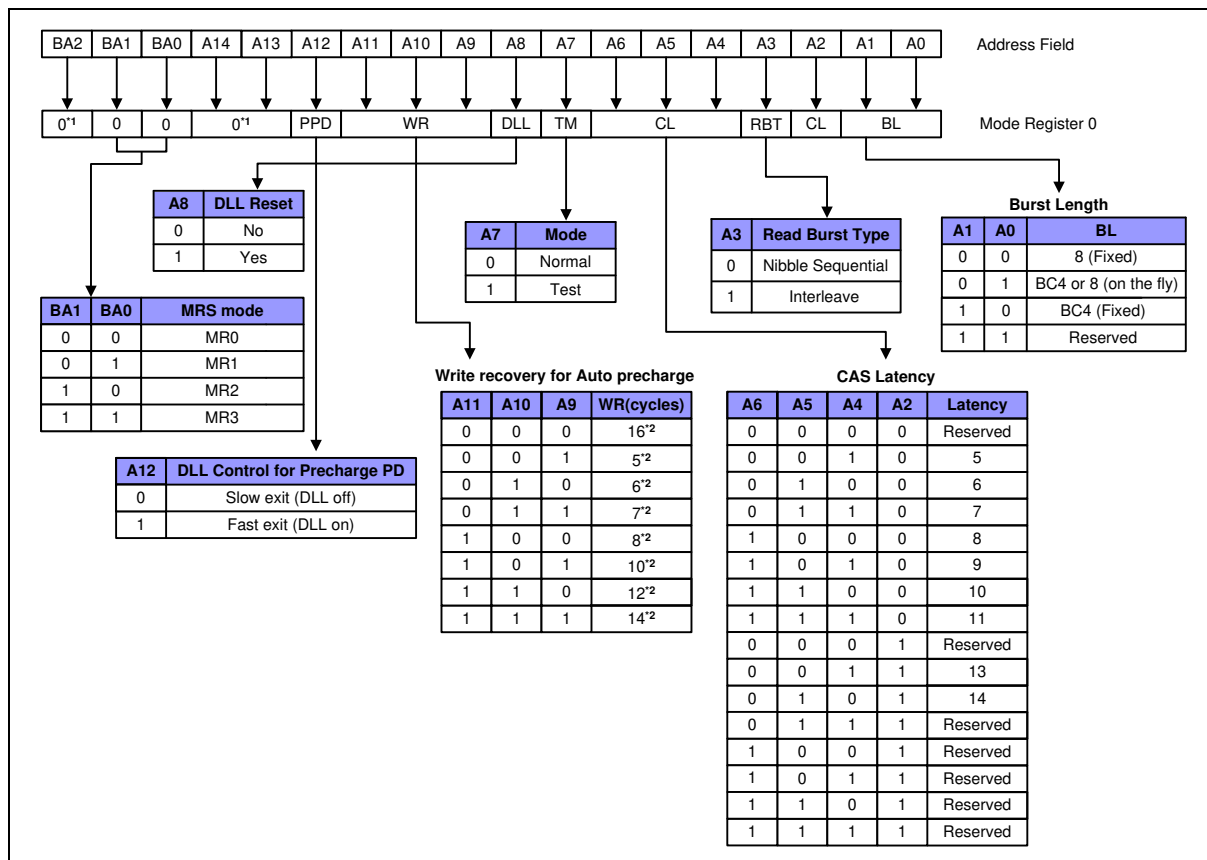 BA2 BA1 BA0 A14 A13 A12 A11 A10 A9 A8 A7 A6 A5 A4 A3 A2 A1 A0 Address Field
0*1 0 0 0*1 PPD WR DLL TM CL RBT CL BL Mode Register 0
A8 DLL Reset
0 No
1 Yes
A7 Mode
0 Normal
1 Test
A3 Read Burst Type
0 Nibble Sequential
1 Interleave
Burst Length
A1 A0 BL
0 0 8 (Fixed)
0 1 BC4 or 8 (on the fly)
1 0 BC4 (Fixed)
1 1 Reserved
BA1 BA0 MRS mode
0 0 MR0
0 1 MR1
1 0 MR2
1 1 MR3
A12 DLL Control for Precharge PD
0 Slow exit (DLL off)
1 Fast exit (DLL on)
Write recovery for Auto precharge
A11 A10 A9 WR(cycles)
0 0 0 16*2
0 0 1 5*2
0 1 0 6*2
0 1 1 7*2
1 0 0 8*2
1 0 1 10*2
1 1 0 12*2
1 1 1 14*2
CAS Latency
A6 A5 A4 A2 Latency
0 0 0 0 Reserved
0 0 1 0 5
0 1 0 0 6
0 1 1 0 7
1 0 0 0 8
1 0 1 0 9
1 1 0 0 10
1 1 1 0 11
0 0 0 1 Reserved
0 0 1 1 13
0 1 0 1 14
0 1 1 1 Reserved
1 0 0 1 Reserved
1 0 1 1 Reserved
1 1 0 1 Reserved
1 1 1 1 Reserved